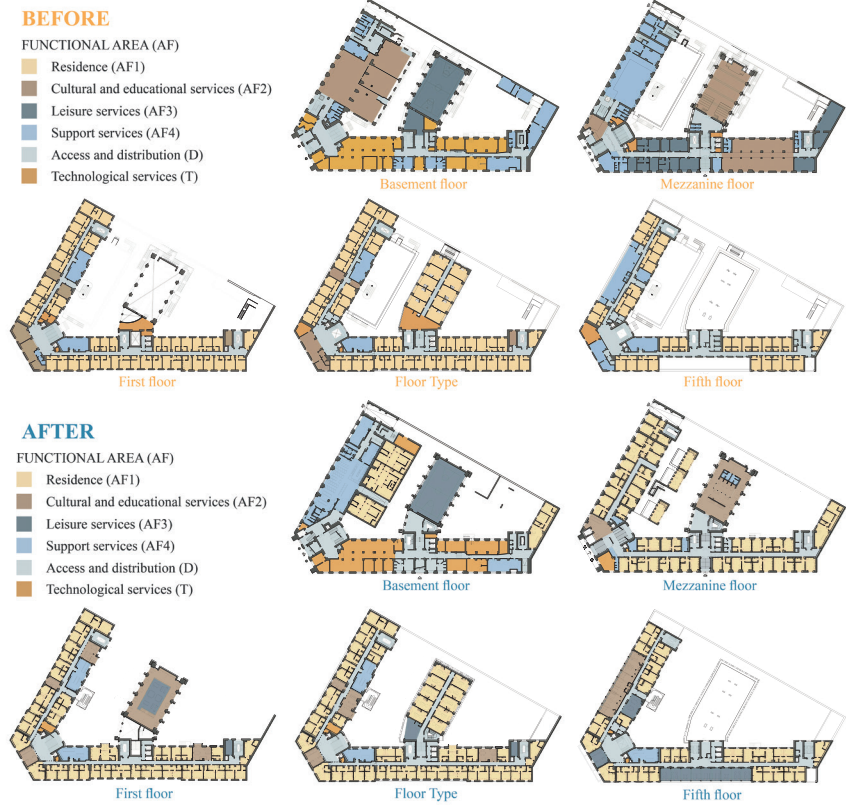 BEFORE
FUNCTIONAL AREA (AF)
Residence (AF1)
Cultural and educational services (AF2)
Leisure services (AF3)
Support services (AF4)
Access and distribution (D)
Technological services (T)
Basement floor
Mezzanine floor
First floor
Floor Type
Fifth floor
AFTER
FUNCTIONAL AREA (AF)
Residence (AF1)
Cultural and educational services (AF2)
Leisure services (AF3)
Support services (AF4)
Access and distribution (D)
Technological services (T)
Basement floor
Mezzanine floor
First floor
Floor Type
Fifth floor